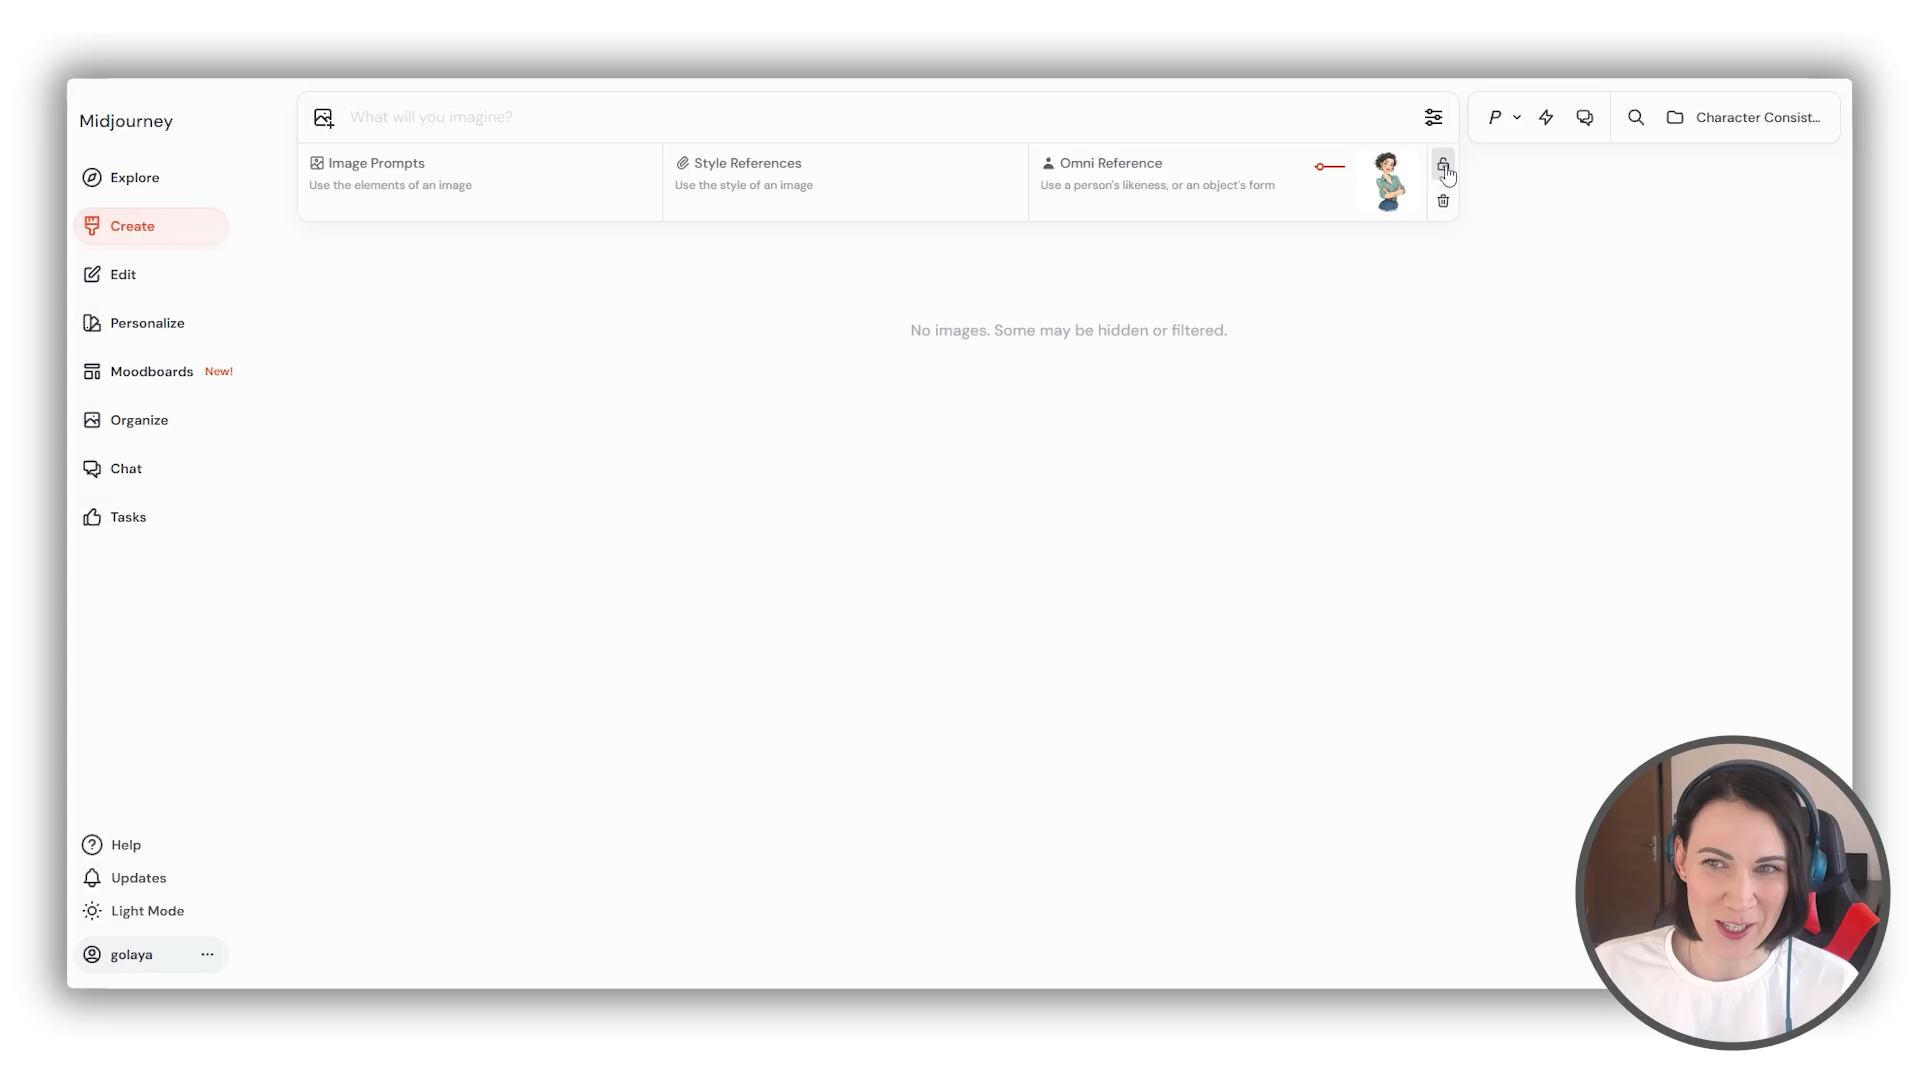 Midjourney
What will you imagine?
P
Character Consist...
Image Prompts
Use the elements of an image
Style References
Use the style of an image
Omni Reference
Use a person's likeness, or an object's form
Explore
Create
Edit
Personalize
Moodboards New!
Organize
Chat
Tasks
No images. Some may be hidden or filtered.
Help
Updates
Light Mode
golaya